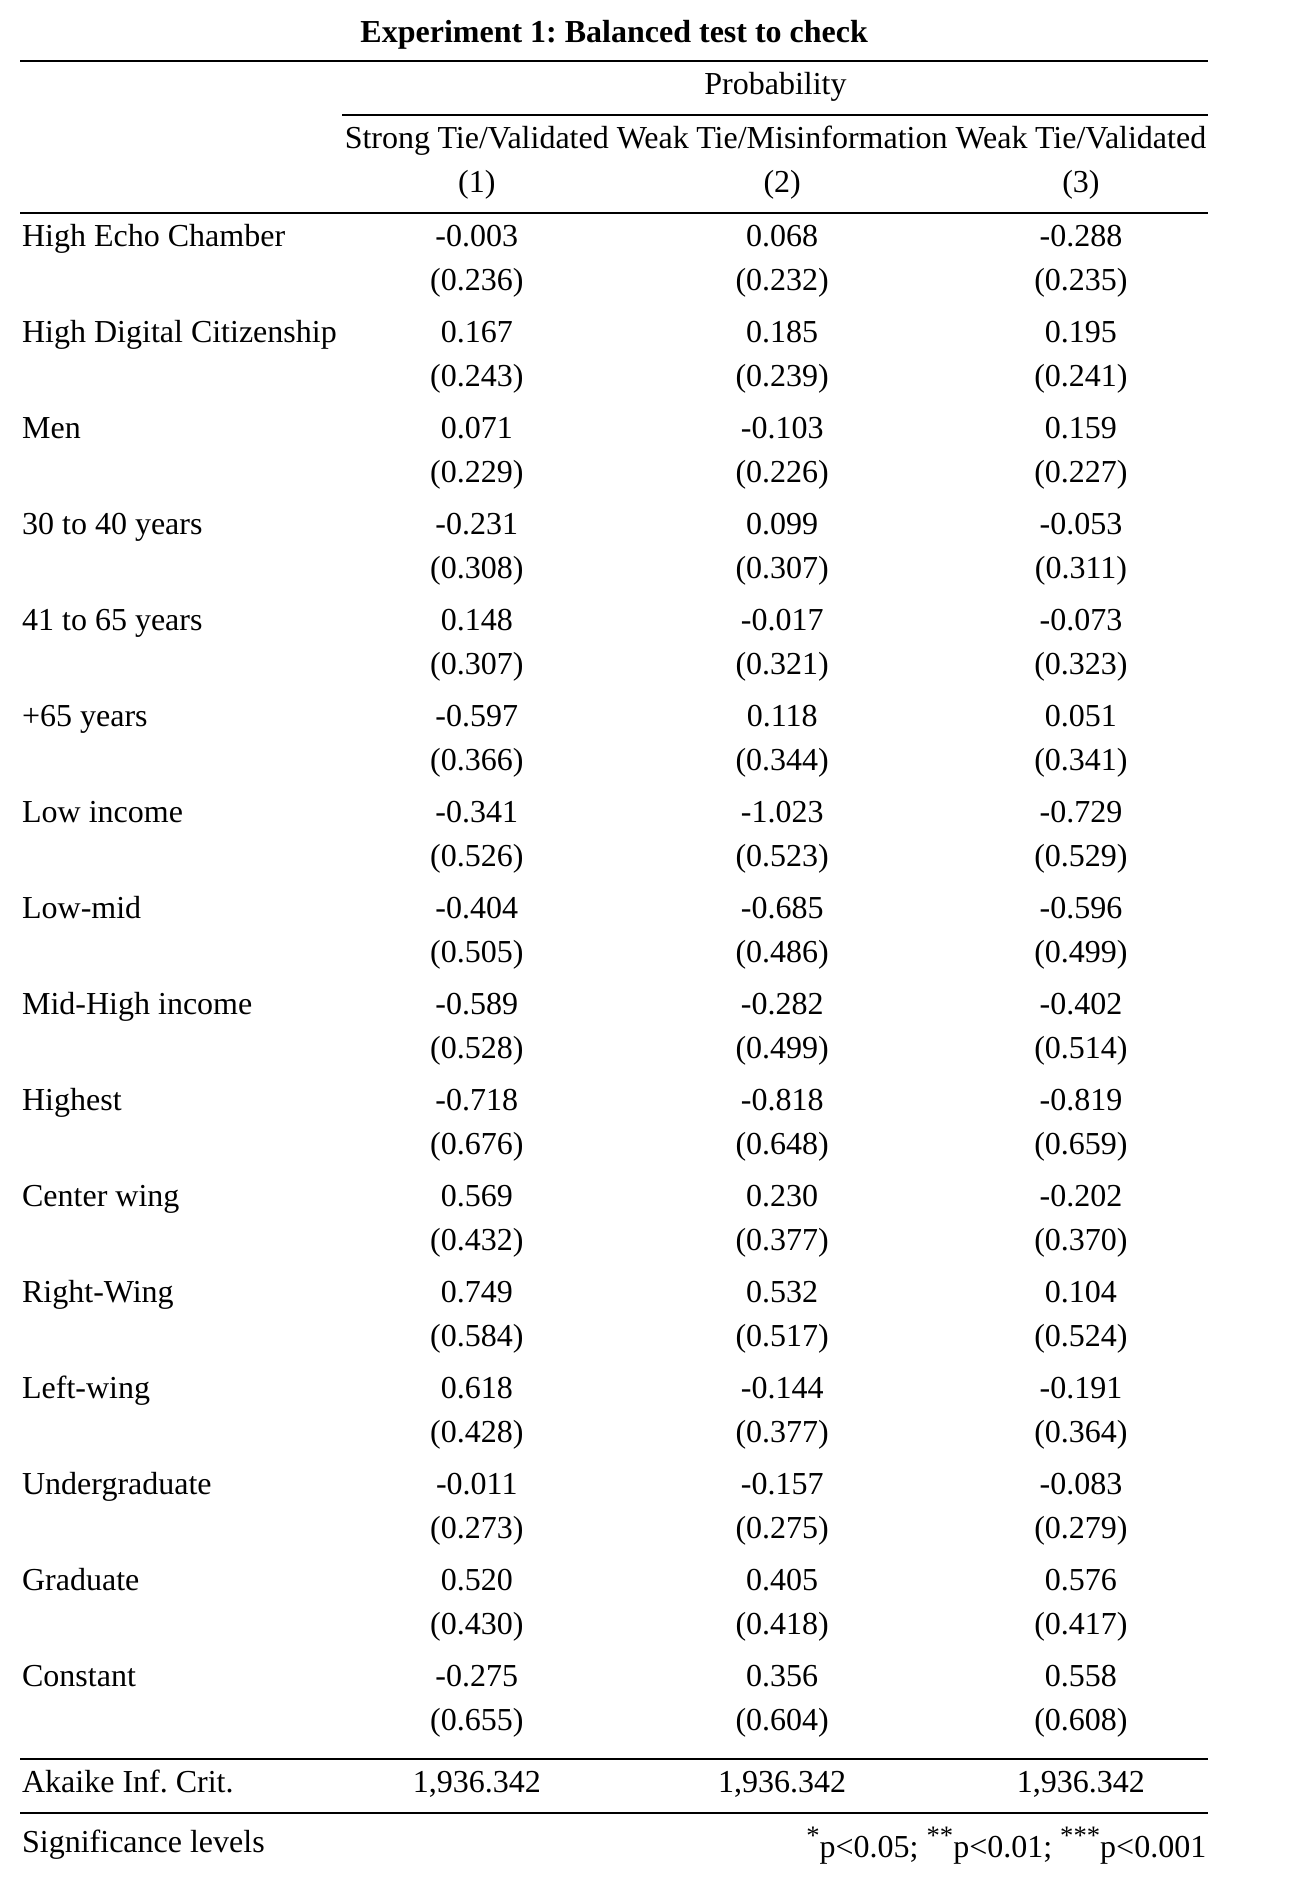 Experiment 1: Balanced test to check
Probability
Strong Tie/Validated Weak Tie/Misinformation Weak Tie/Validated
(1) (2) (3)
High Echo Chamber -0.003 0.068 -0.288
(0.236) (0.232) (0.235)
High Digital Citizenship 0.167 0.185 0.195
(0.243) (0.239) (0.241)
Men 0.071 -0.103 0.159
(0.229) (0.226) (0.227)
30 to 40 years -0.231 0.099 -0.053
(0.308) (0.307) (0.311)
41 to 65 years 0.148 -0.017 -0.073
(0.307) (0.321) (0.323)
+65 years -0.597 0.118 0.051
(0.366) (0.344) (0.341)
Low income -0.341 -1.023 -0.729
(0.526) (0.523) (0.529)
Low-mid -0.404 -0.685 -0.596
(0.505) (0.486) (0.499)
Mid-High income -0.589 -0.282 -0.402
(0.528) (0.499) (0.514)
Highest -0.718 -0.818 -0.819
(0.676) (0.648) (0.659)
Center wing 0.569 0.230 -0.202
(0.432) (0.377) (0.370)
Right-Wing 0.749 0.532 0.104
(0.584) (0.517) (0.524)
Left-wing 0.618 -0.144 -0.191
(0.428) (0.377) (0.364)
Undergraduate -0.011 -0.157 -0.083
(0.273) (0.275) (0.279)
Graduate 0.520 0.405 0.576
(0.430) (0.418) (0.417)
Constant -0.275 0.356 0.558
(0.655) (0.604) (0.608)
Akaike Inf. Crit. 1,936.342 1,936.342 1,936.342
Significance levels *p<0.05; **p<0.01; ***p<0.001